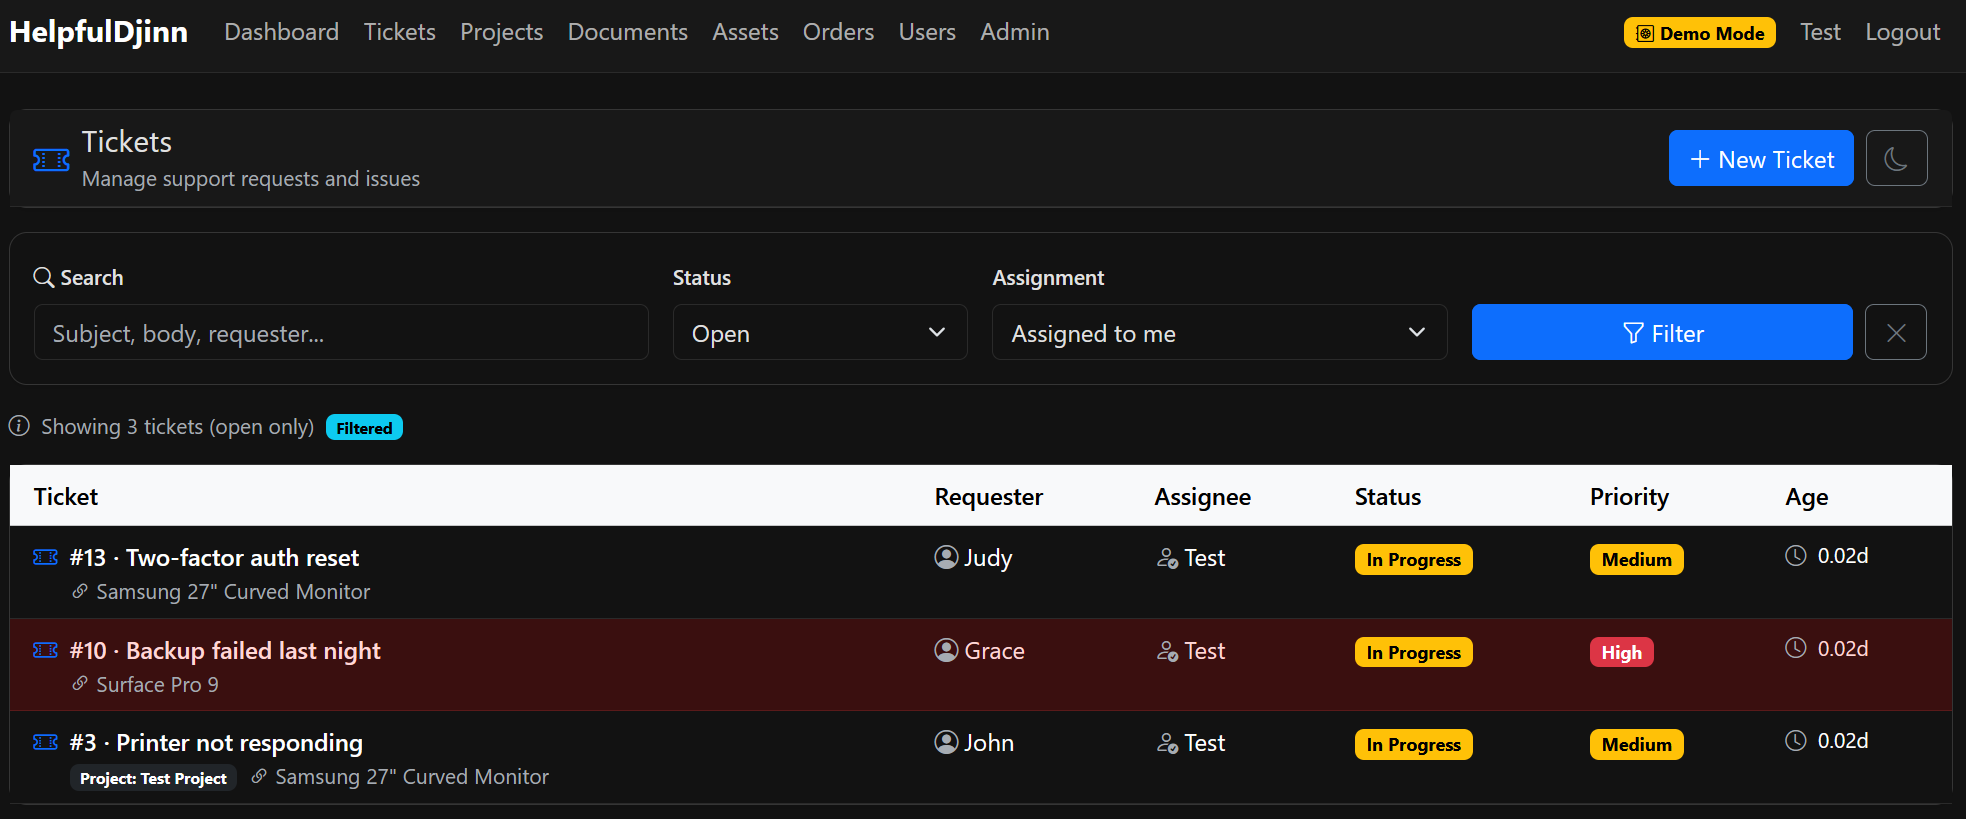 HelpfulDjinn Dashboard Tickets Projects Documents Assets Orders Users Admin Demo Mode Test Logout
Tickets
Manage support requests and issues
New Ticket
Search Status Assignment
Subject, body, requester... Open Assigned to me Filter
Showing 3 tickets (open only) Filtered
Ticket Requester Assignee Status Priority Age
#13 · Two-factor auth reset Judy Test In Progress Medium 0.02d
Samsung 27" Curved Monitor
#10 · Backup failed last night Grace Test In Progress High 0.02d
Surface Pro 9
#3 · Printer not responding John Test In Progress Medium 0.02d
Project: Test Project Samsung 27" Curved Monitor